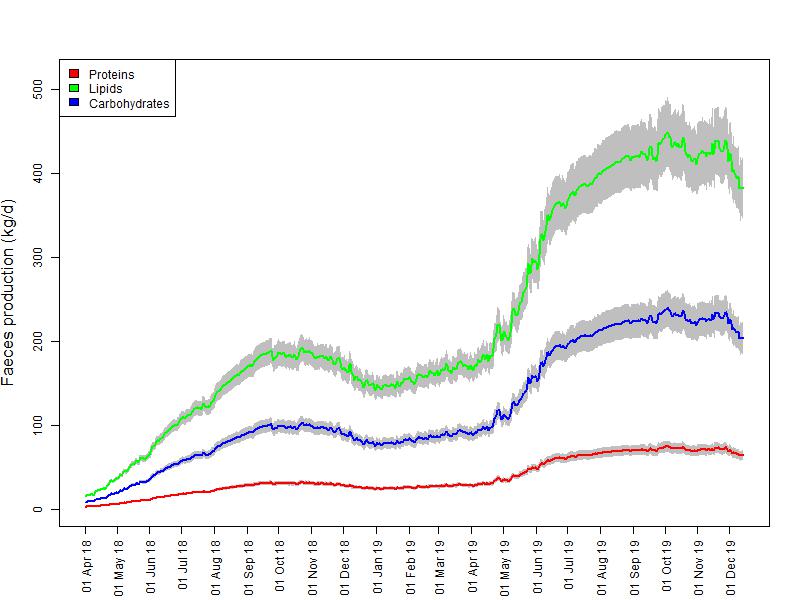 Proteins
Lipids
Carbohydrates
Faeces production (kg/d)
500
400
300
200
100
0
01 Apr 18
01 May 18
01 Jun 18
01 Jul 18
01 Aug 18
01 Sep 18
01 Oct 18
01 Nov 18
01 Dec 18
01 Jan 19
01 Feb 19
01 Mar 19
01 Apr 19
01 May 19
01 Jun 19
01 Jul 19
01 Aug 19
01 Sep 19
01 Oct 19
01 Nov 19
01 Dec 19